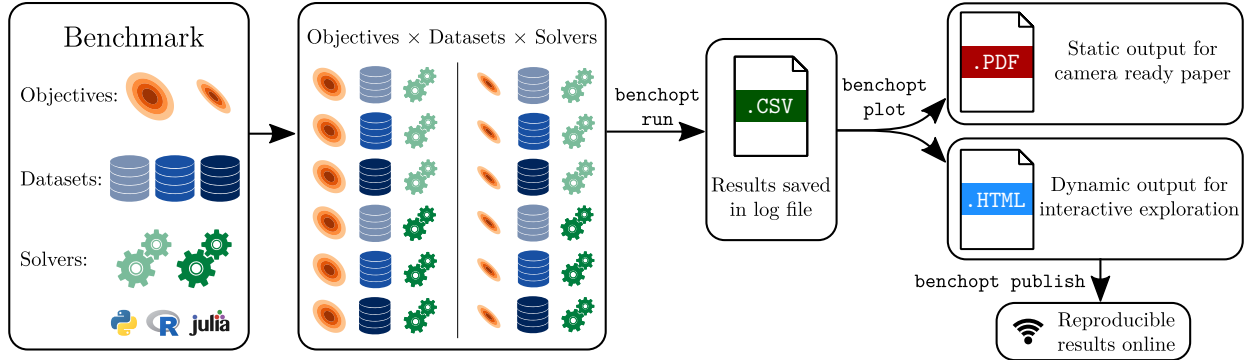 Benchmark
Objectives:
Datasets:
Solvers:
R
julia
Objectives × Datasets × Solvers
benchopt
run
.CSV
Results saved
in log file
benchopt
plot
.PDF
Static output for
camera ready paper
.HTML
Dynamic output for
interactive exploration
benchopt publish
Reproducible
results online